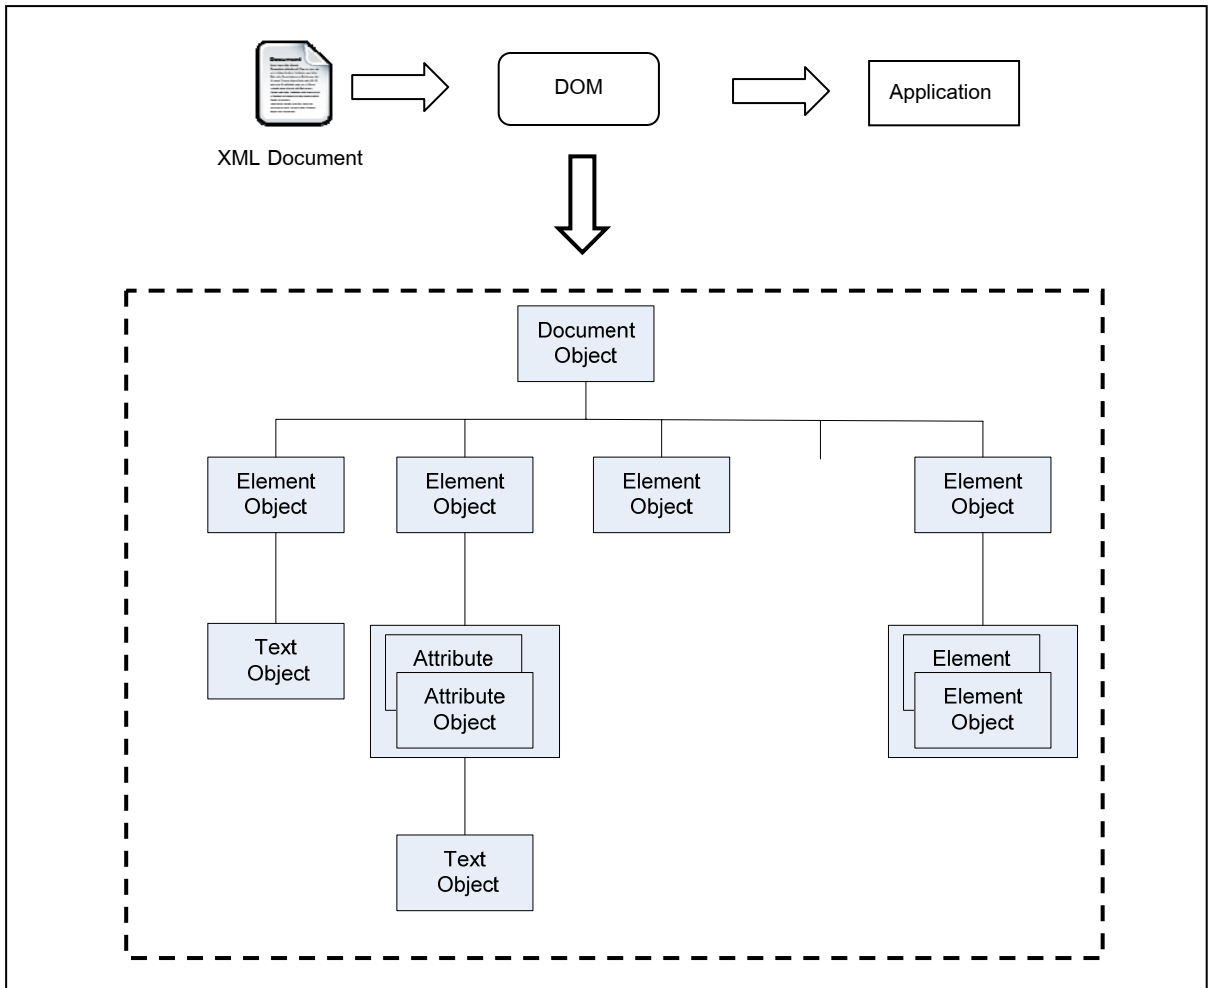 Document
DOM
Application
XML Document
Document
Object
Element
Object
Element
Object
Element
Object
Element
Object
Text
Object
Attribute
Attribute
Object
Element
Element
Object
Text
Object